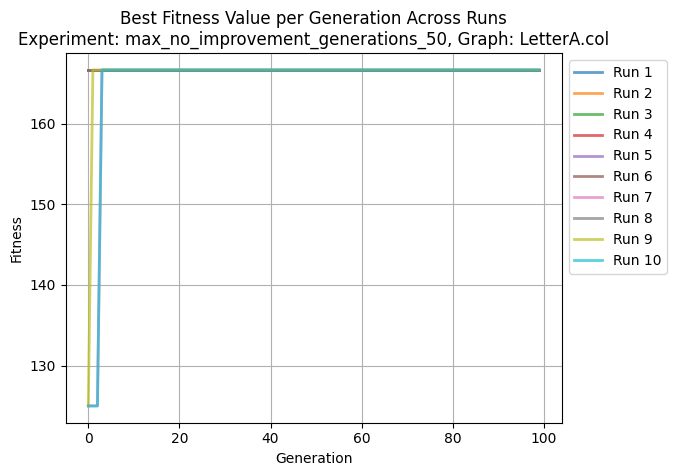 Best Fitness Value per Generation Across Runs
Experiment: max_no_improvement_generations_50, Graph: LetterA.col
Fitness
160
150
140
130
0 20 40 60 80 100
Generation
Run 1
Run 2
Run 3
Run 4
Run 5
Run 6
Run 7
Run 8
Run 9
Run 10